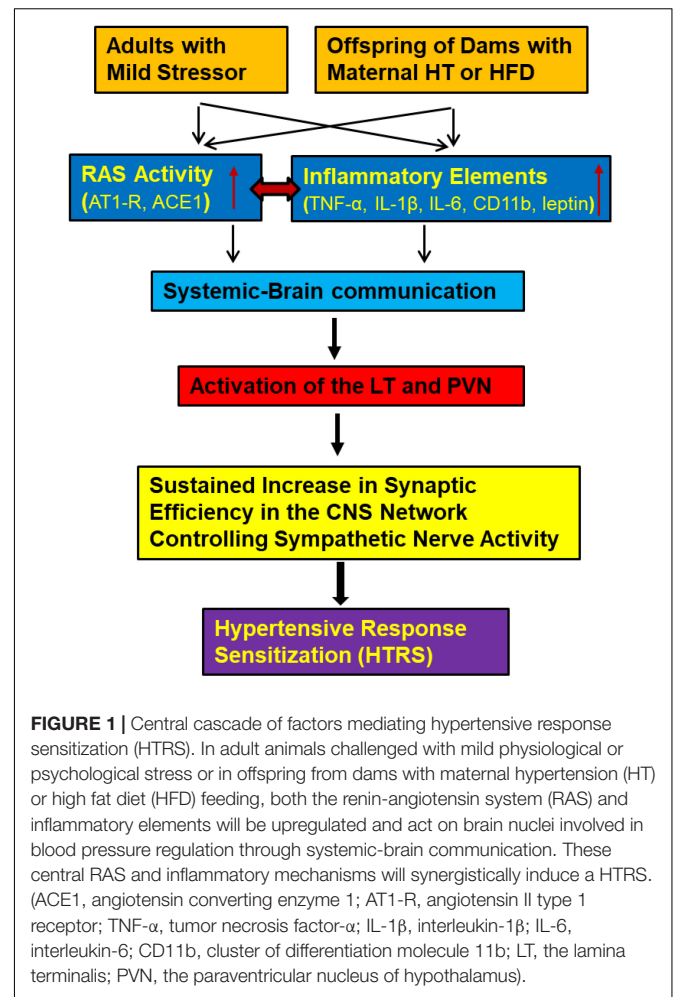 Adults with
Mild Stressor
Offspring of Dams with
Maternal HT or HFD
RAS Activity
(AT1-R, ACE1)
Inflammatory Elements
(TNF-α, IL-1β, IL-6, CD11b, leptin)
Systemic-Brain communication
Activation of the LT and PVN
Sustained Increase in Synaptic
Efficiency in the CNS Network
Controlling Sympathetic Nerve Activity
Hypertensive Response
Sensitization (HTRS)
FIGURE 1 | Central cascade of factors mediating hypertensive response
sensitization (HTRS). In adult animals challenged with mild physiological or
psychological stress or in offspring from dams with maternal hypertension (HT)
or high fat diet (HFD) feeding, both the renin-angiotensin system (RAS) and
inflammatory elements will be upregulated and act on brain nuclei involved in
blood pressure regulation through systemic-brain communication. These
central RAS and inflammatory mechanisms will synergistically induce a HTRS.
(ACE1, angiotensin converting enzyme 1; AT1-R, angiotensin II type 1
receptor; TNF-α, tumor necrosis factor-α; IL-1β, interleukin-1β; IL-6,
interleukin-6; CD11b, cluster of differentiation molecule 11b; LT, the lamina
terminalis; PVN, the paraventricular nucleus of hypothalamus).